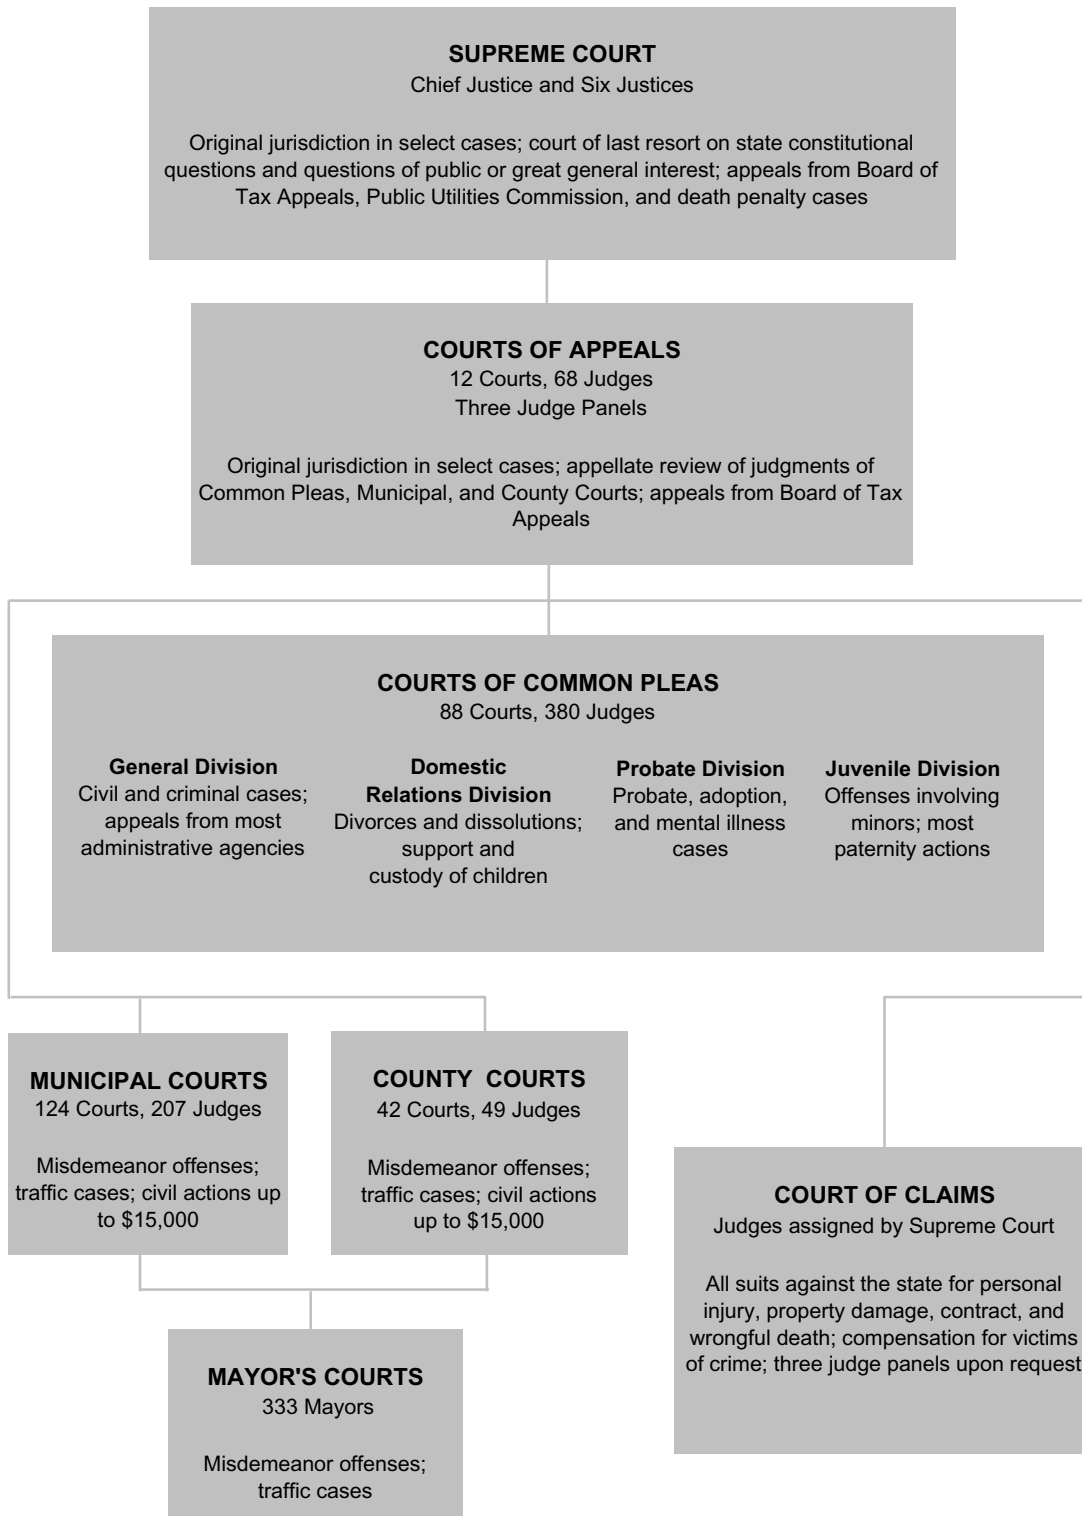 SUPREME COURT
Chief Justice and Six Justices
Original jurisdiction in select cases; court of last resort on state constitutional
questions and questions of public or great general interest; appeals from Board of
Tax Appeals, Public Utilities Commission, and death penalty cases
COURTS OF APPEALS
12 Courts, 68 Judges
Three Judge Panels
Original jurisdiction in select cases; appellate review of judgments of
Common Pleas, Municipal, and County Courts; appeals from Board of Tax
Appeals
COURTS OF COMMON PLEAS
88 Courts, 380 Judges
General Division
Civil and criminal cases;
appeals from most
administrative agencies
Domestic
Relations Division
Divorces and dissolutions;
support and
custody of children
Probate Division
Probate, adoption,
and mental illness
cases
Juvenile Division
Offenses involving
minors; most
paternity actions
MUNICIPAL COURTS
124 Courts, 207 Judges
Misdemeanor offenses;
traffic cases; civil actions up
to $15,000
COUNTY COURTS
42 Courts, 49 Judges
Misdemeanor offenses;
traffic cases; civil actions
up to $15,000
COURT OF CLAIMS
Judges assigned by Supreme Court
All suits against the state for personal
injury, property damage, contract, and
wrongful death; compensation for victims
of crime; three judge panels upon request
MAYOR'S COURTS
333 Mayors
Misdemeanor offenses;
traffic cases